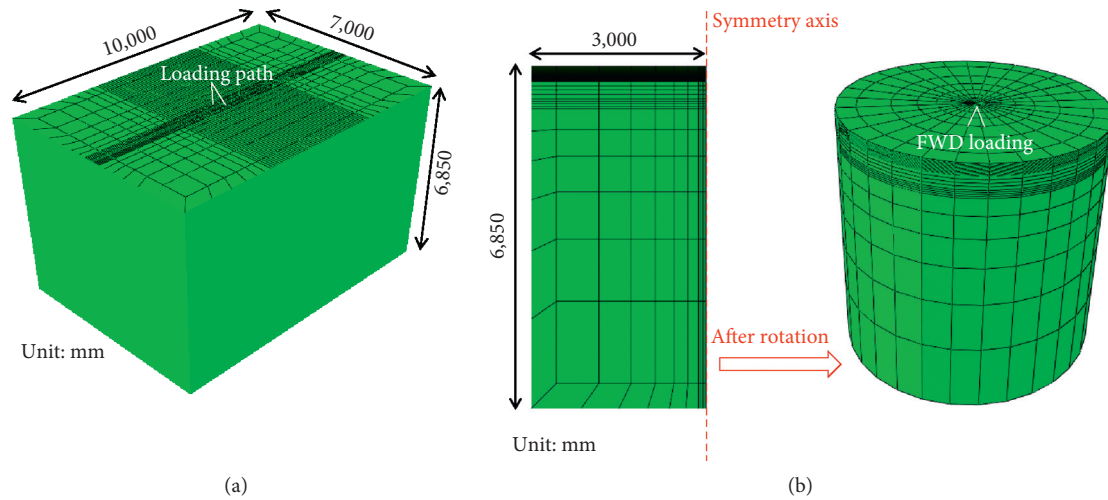 10,000
7,000
Loading path
6,850
Unit: mm
(a)
Symmetry axis
3,000
6,850
FWD loading
After rotation
Unit: mm
(b)